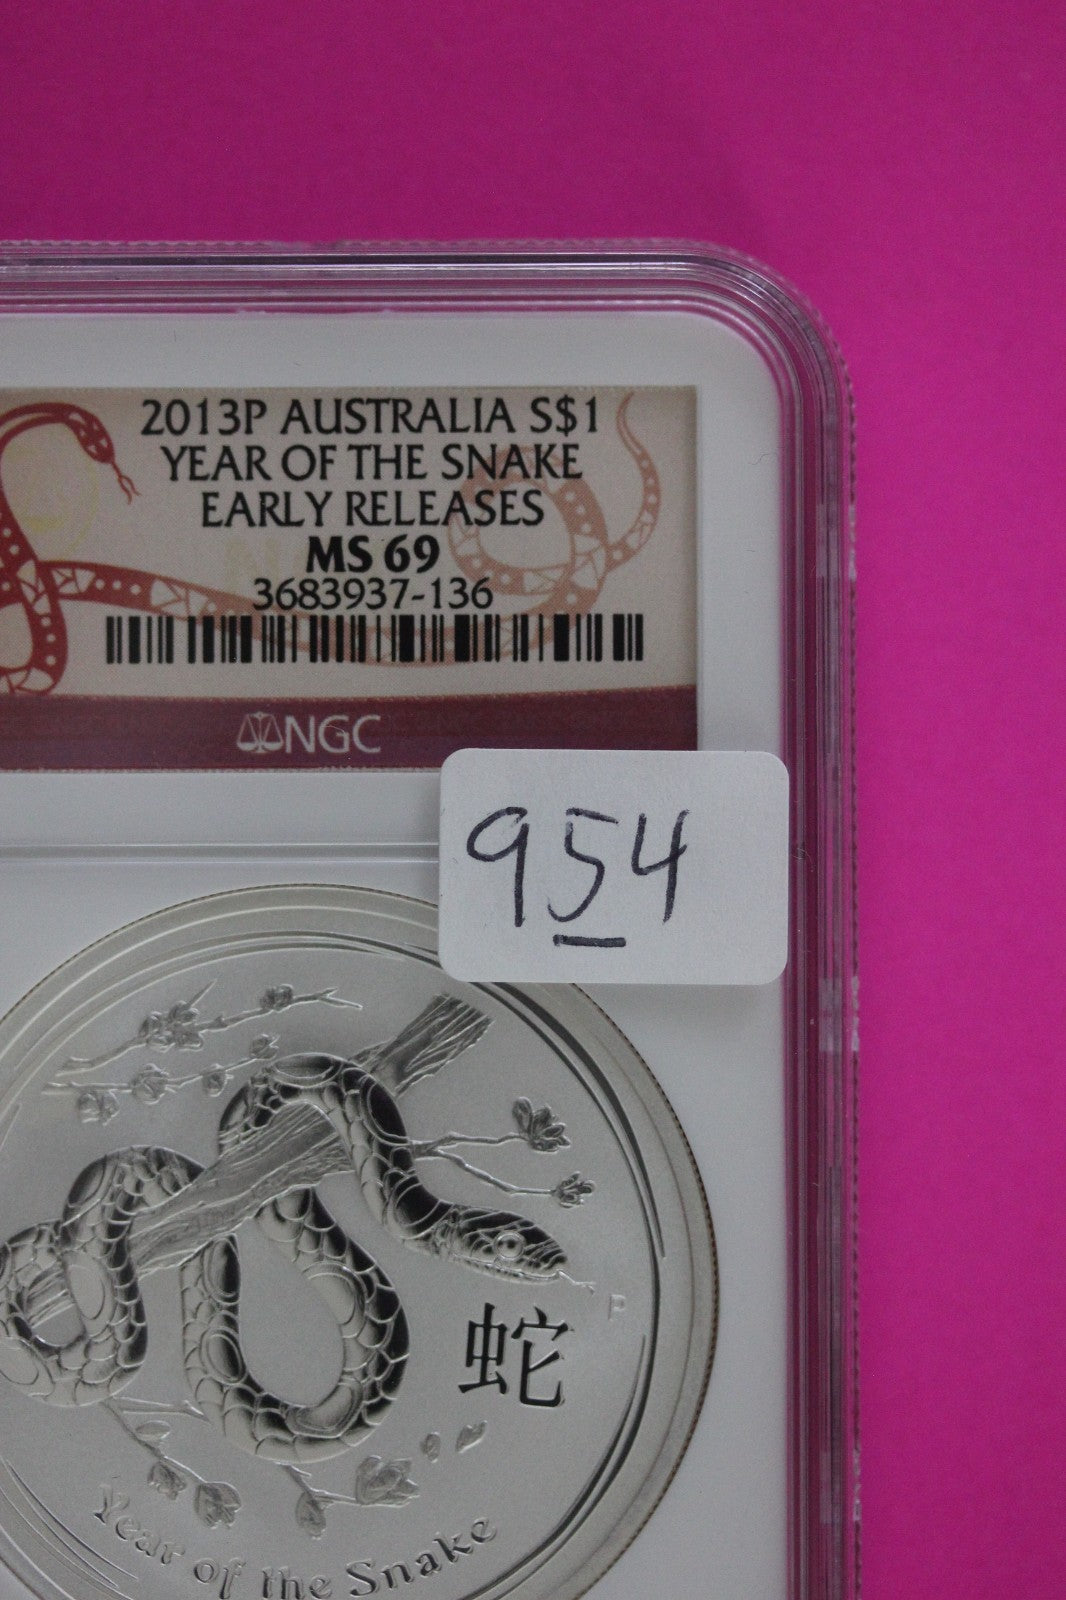 2013P AUSTRALIA S$1
YEAR OF THE SNAKE
EARLY RELEASES
MS 69
3683937-136
NGC
954
P
蛇
Year of the Snake